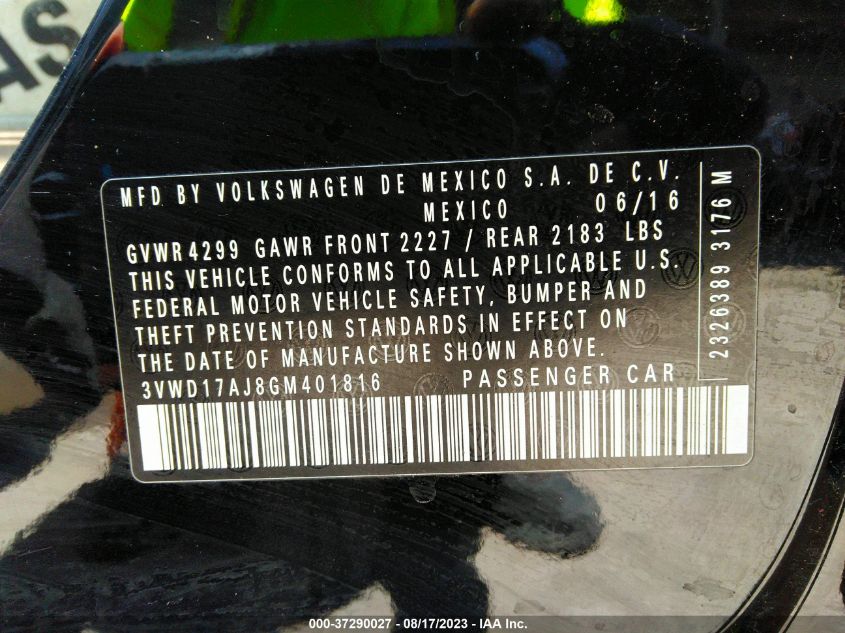 AS
MFD BY VOLKSWAGEN DE MEXICO S.A. DE C.V.
MEXICO 06/16
GVWR 4299 GAWR FRONT 2227 / REAR 2183 LBS
THIS VEHICLE CONFORMS TO ALL APPLICABLE U.S.
FEDERAL MOTOR VEHICLE SAFETY, BUMPER AND
THEFT PREVENTION STANDARDS IN EFFECT ON
THE DATE OF MANUFACTURE SHOWN ABOVE.
3VWD17AJ8GM401816 PASSENGER CAR
2326389 3176 M
000-37290027 - 08/17/2023 - IAA Inc.